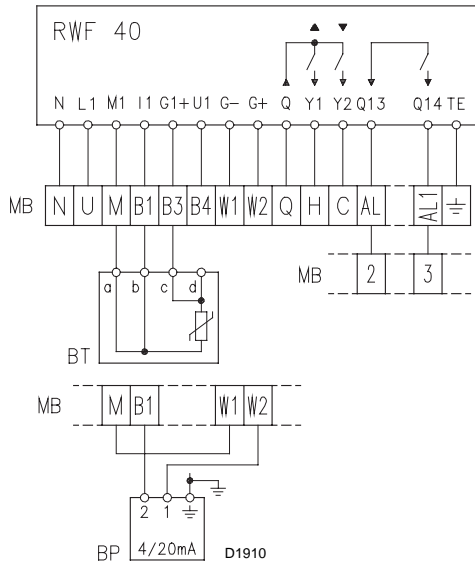 RWF 40
N L1 M1 I1 G1+ U1 G- G+ Q Y1 Y2 Q13 Q14 TE
MB N U M B1 B3 B4 W1 W2 Q H C AL AL1
MB 2 3
a b c d
BT
MB M B1 W1 W2
2 1
BP 4/20mA D1910